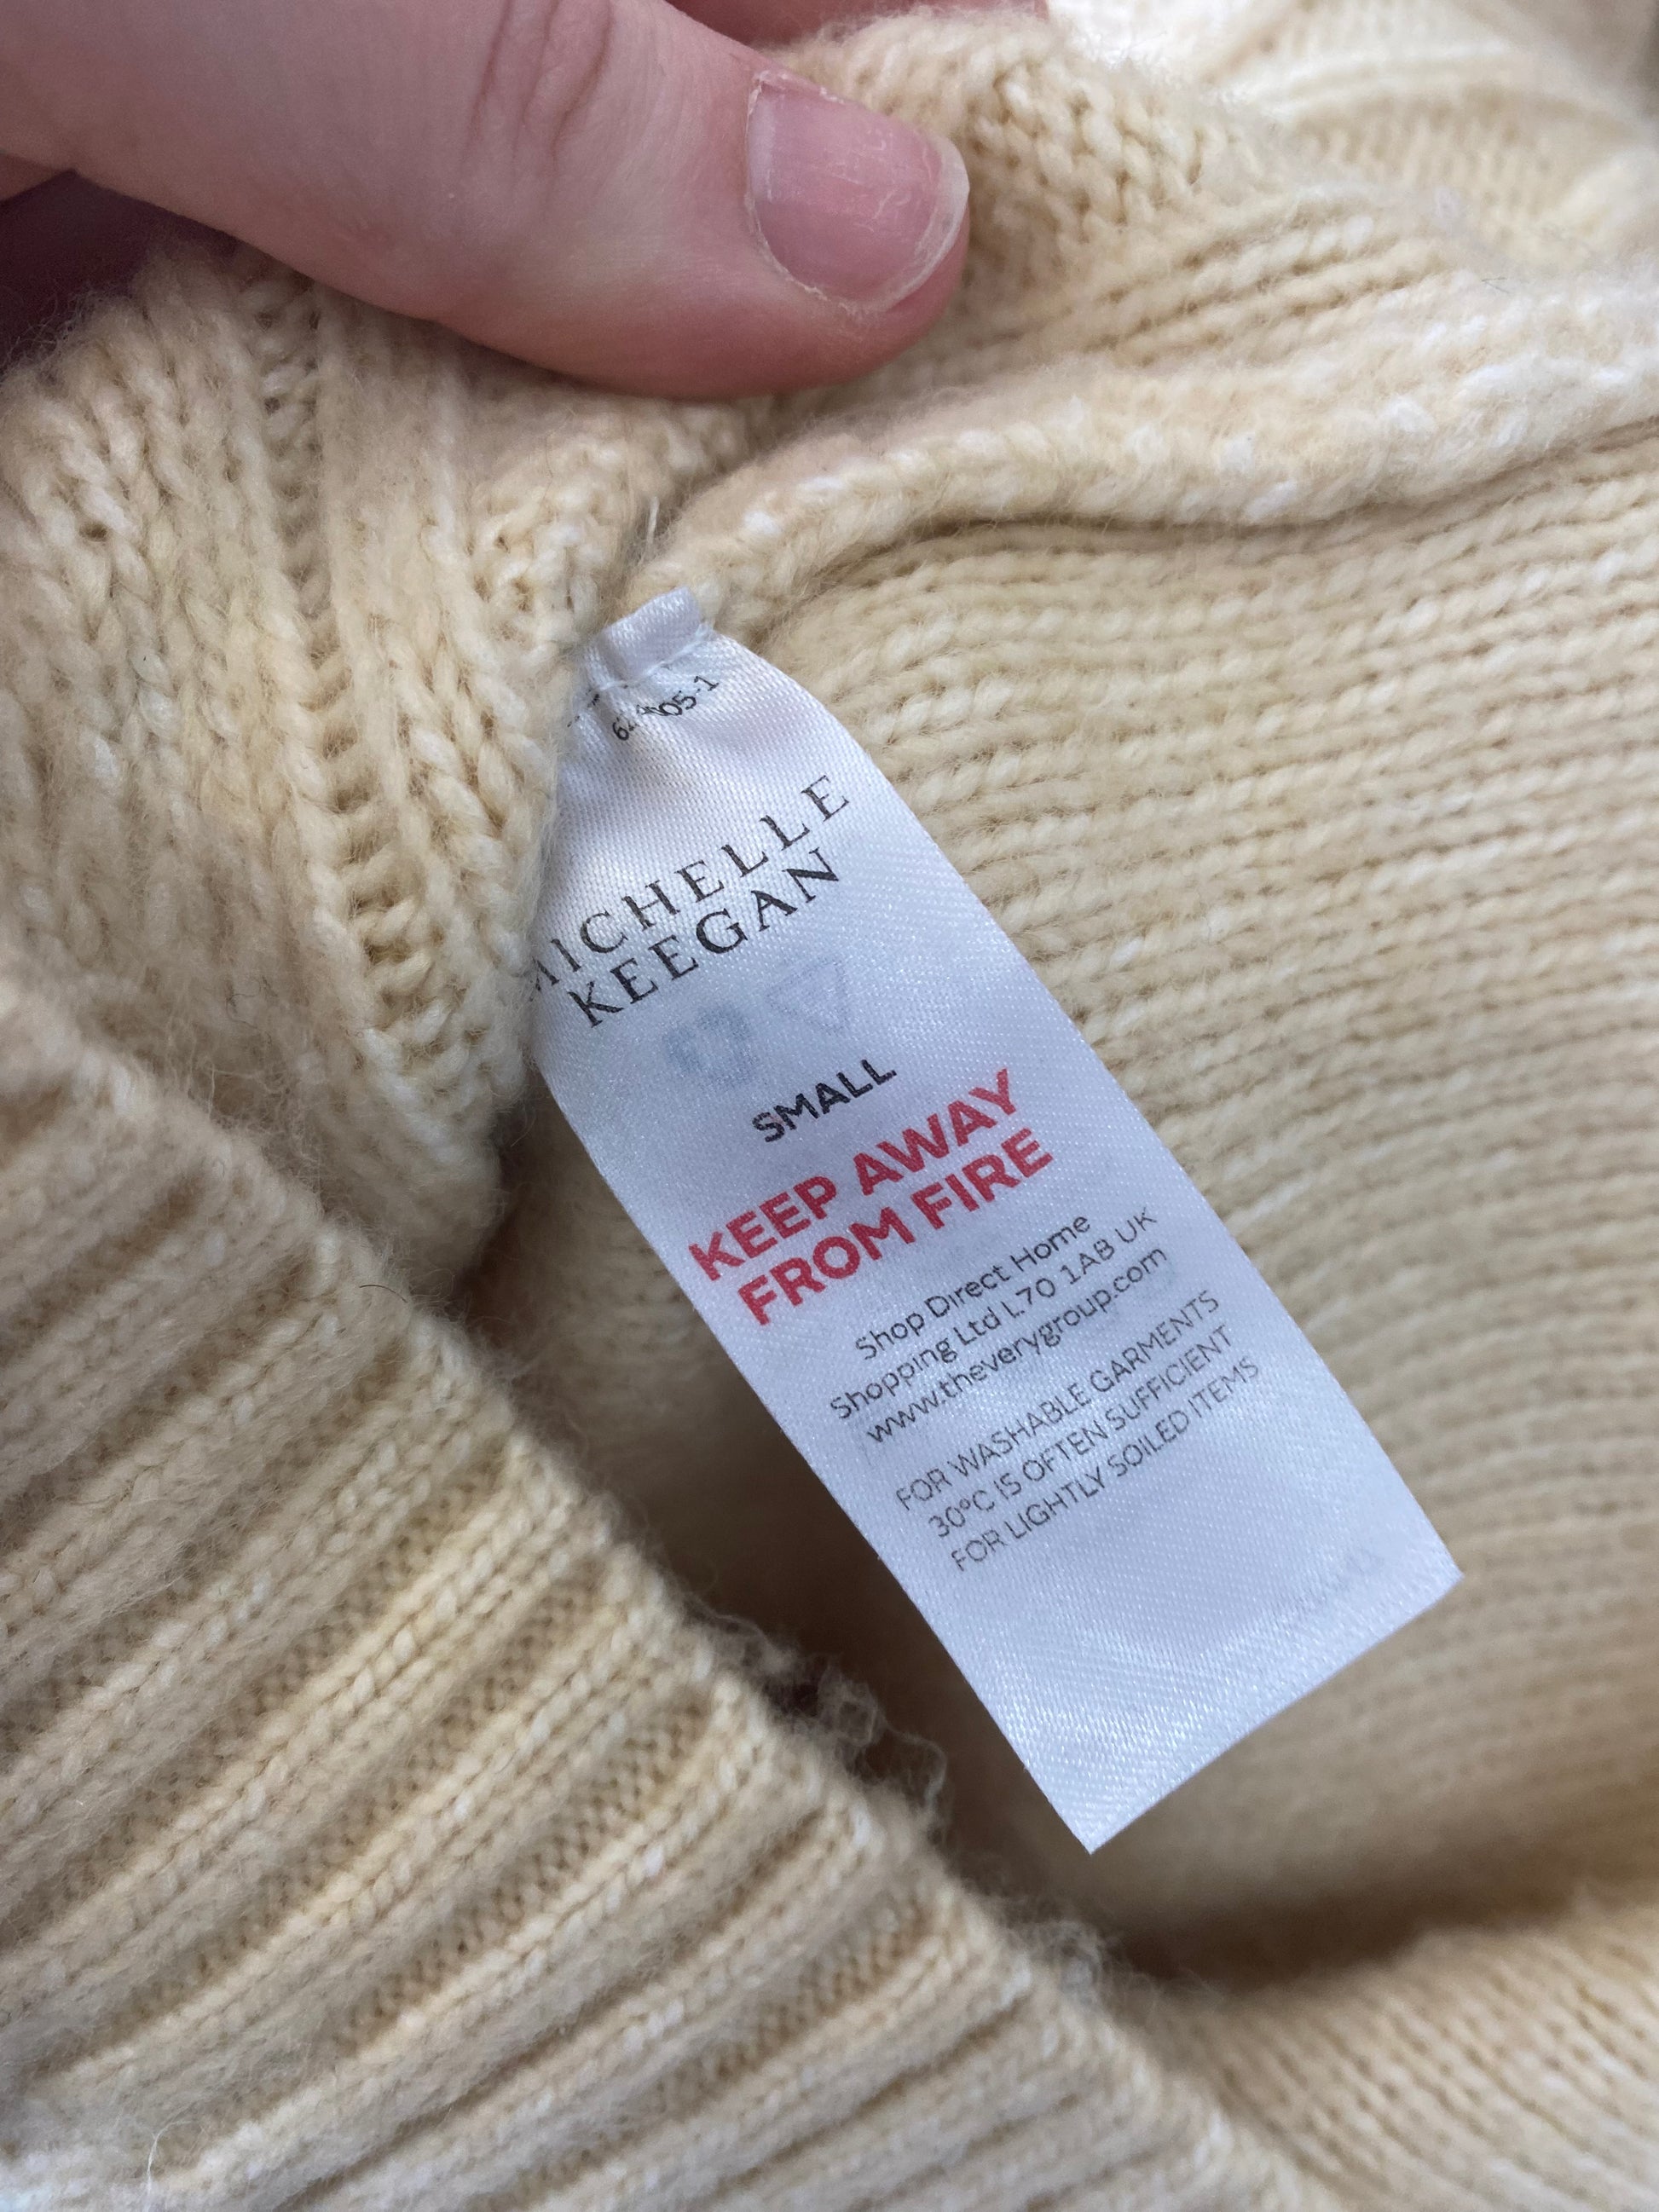 MICHELLE
KEEGAN
SMALL
KEEP AWAY
FROM FIRE
Shop Direct Home
Shopping Ltd L70 1AB UK
www.theverygroup.com
FOR WASHABLE GARMENTS
30°C IS OFTEN SUFFICIENT
FOR LIGHTLY SOILED ITEMS